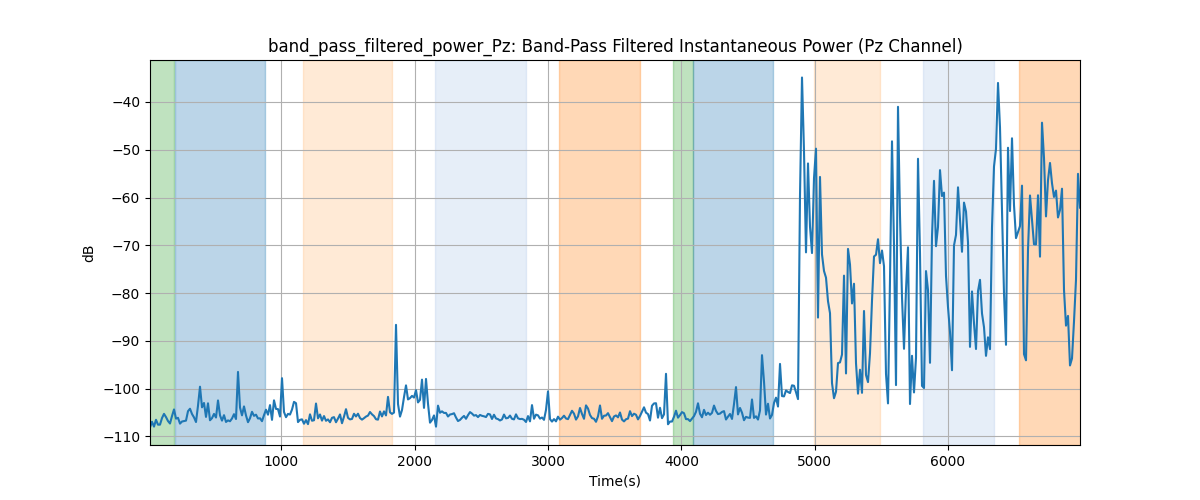 band_pass_filtered_power_Pz: Band-Pass Filtered Instantaneous Power (Pz Channel)
−40
−50
−60
−70
−80
−90
−100
−110
dB
1000 2000 3000 4000 5000 6000
Time(s)